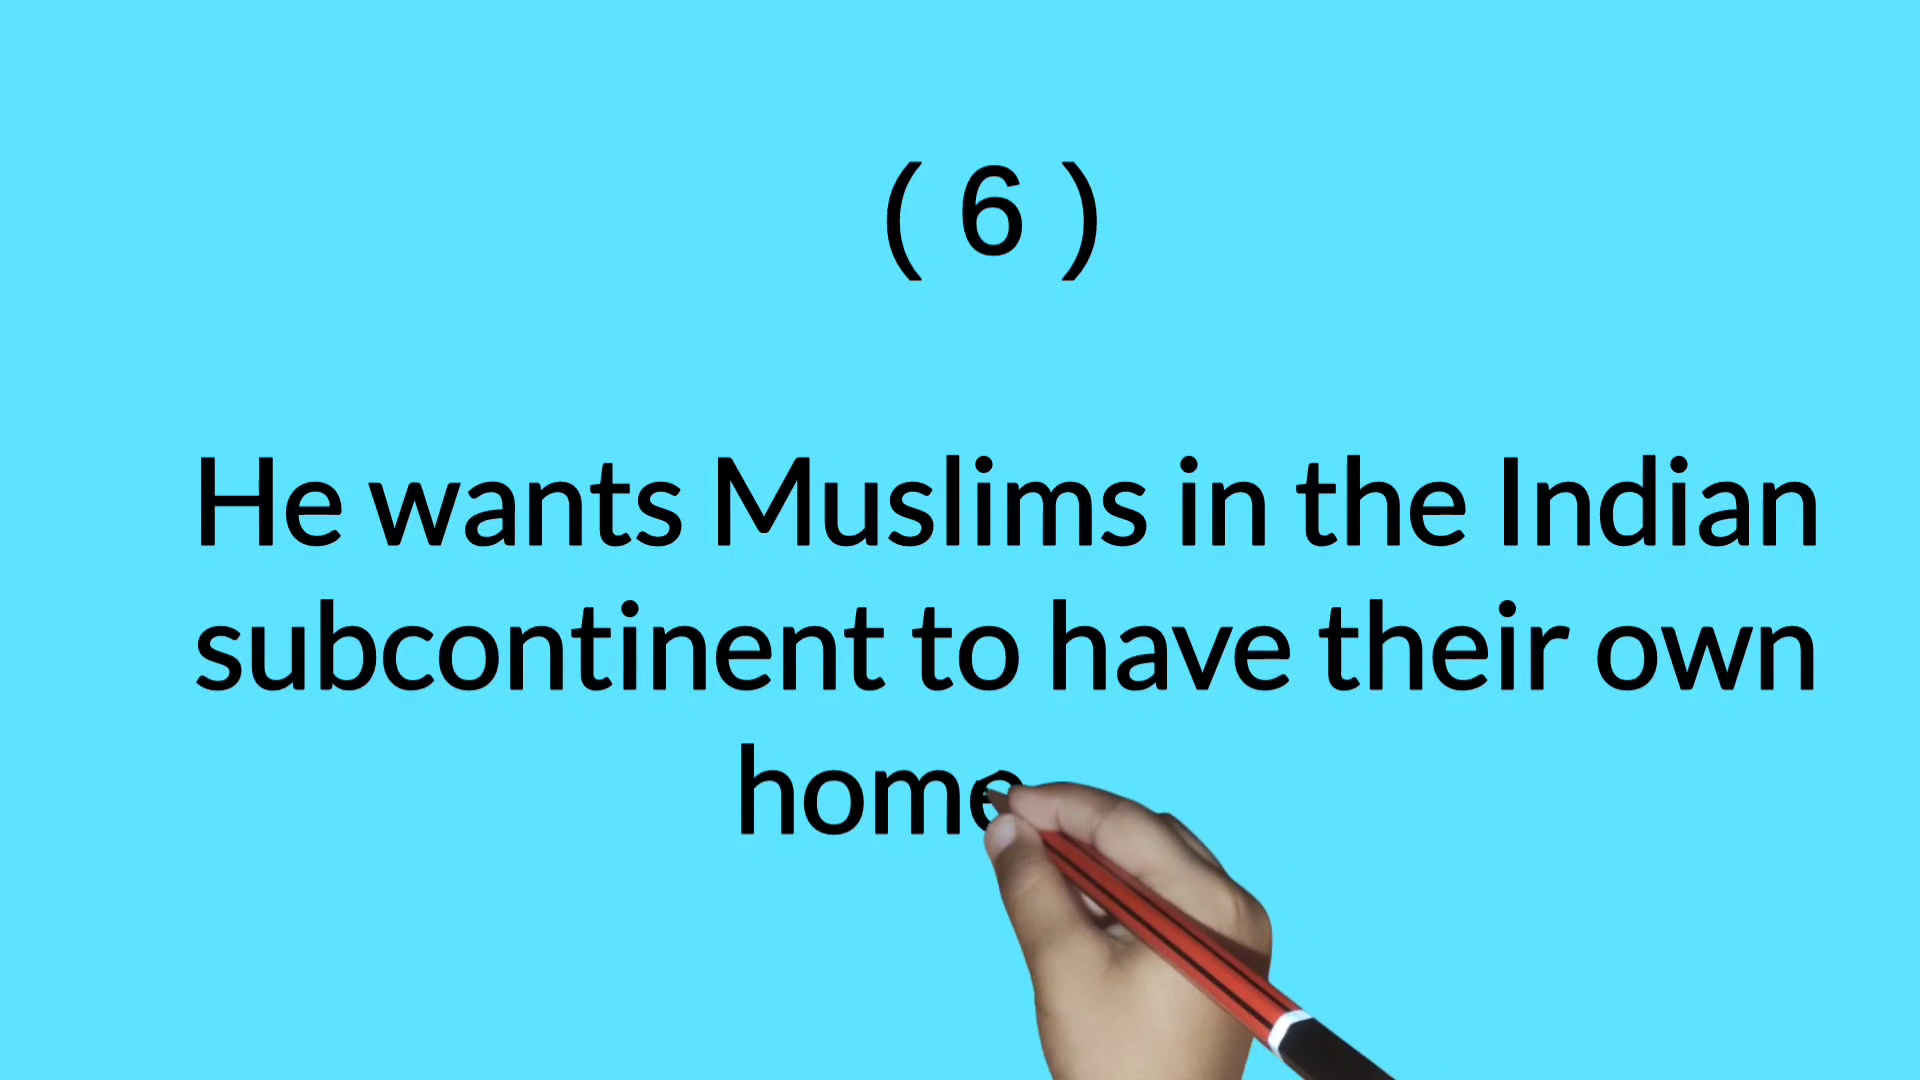 ( 6 )
He wants Muslims in the Indian
subcontinent to have their own
home